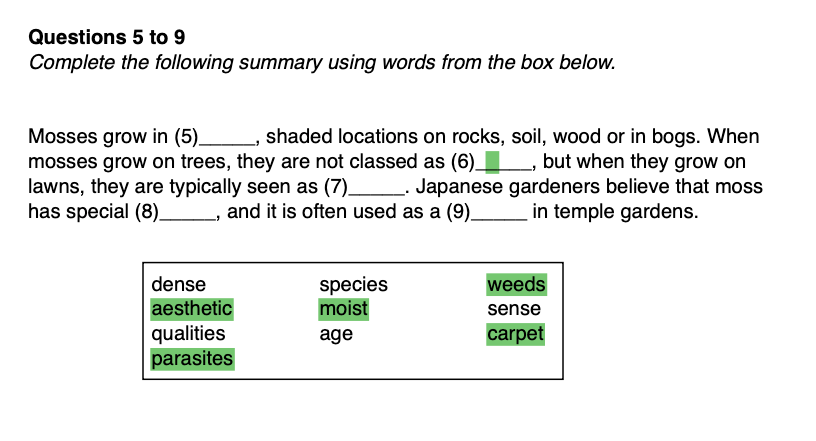 Questions 5 to 9
Complete the following summary using words from the box below.
Mosses grow in (5)_____, shaded locations on rocks, soil, wood or in bogs. When
mosses grow on trees, they are not classed as (6)_____, but when they grow on
lawns, they are typically seen as (7)_____. Japanese gardeners believe that moss
has special (8)_____, and it is often used as a (9)_____ in temple gardens.
dense species weeds
aesthetic moist sense
qualities age carpet
parasites